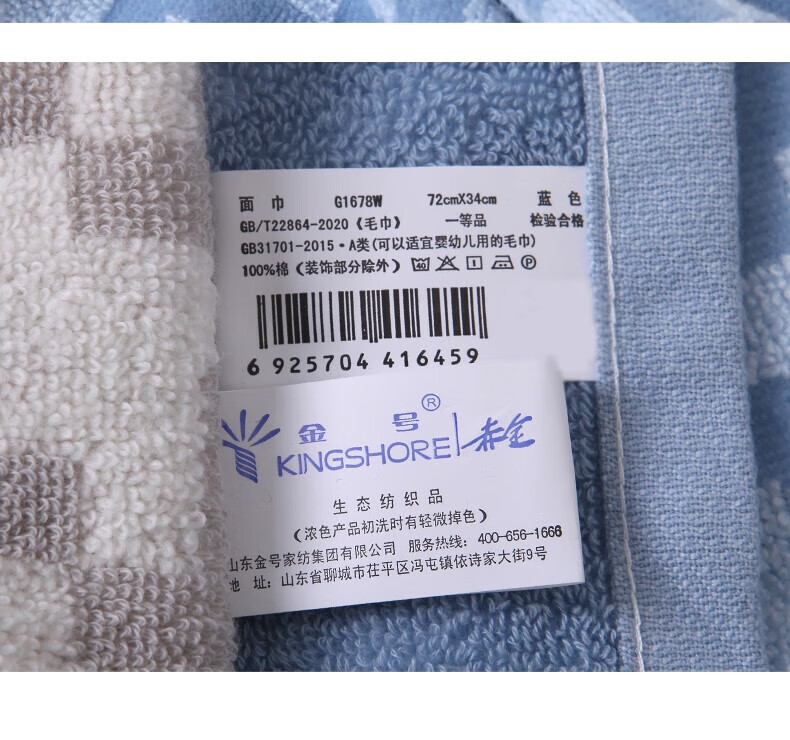 面 巾 G1678W 72cmX34cm 蓝 色
GB/T22864-2020《毛巾》 一等品 检验合格
GB31701-2015·A类(可以适宜婴幼儿用的毛巾)
100%棉(装饰部分除外) 40
6 925704 416459
金 号 ®
KINGSHORE 赤金
生态纺织品
(浓色产品初洗时有轻微掉色)
山东金号家纺集团有限公司 服务热线: 400-656-1666
地 址: 山东省聊城市茌平区冯屯镇依诗家大街9号